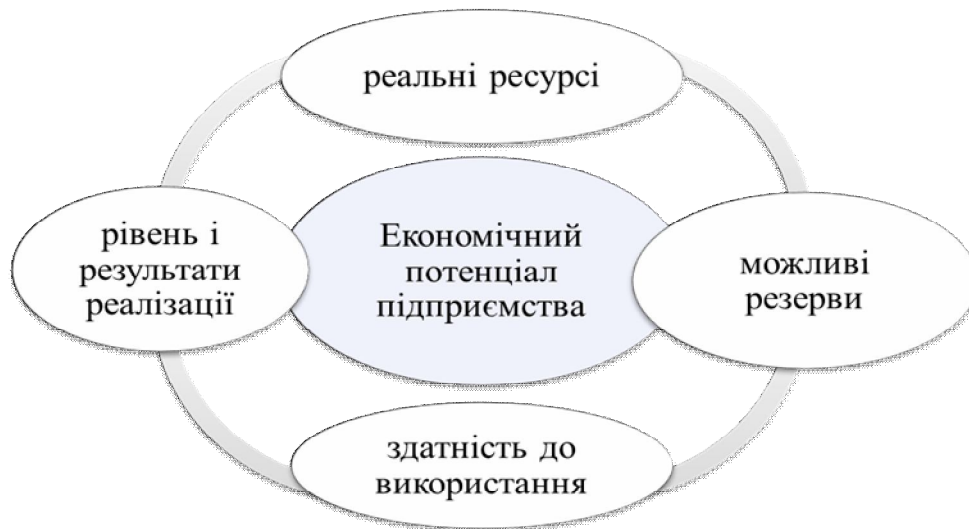 реальні ресурсі
рівень і
результати
реалізації
Економічний
потенціал
підприємства
можливі
резерви
здатність до
використання